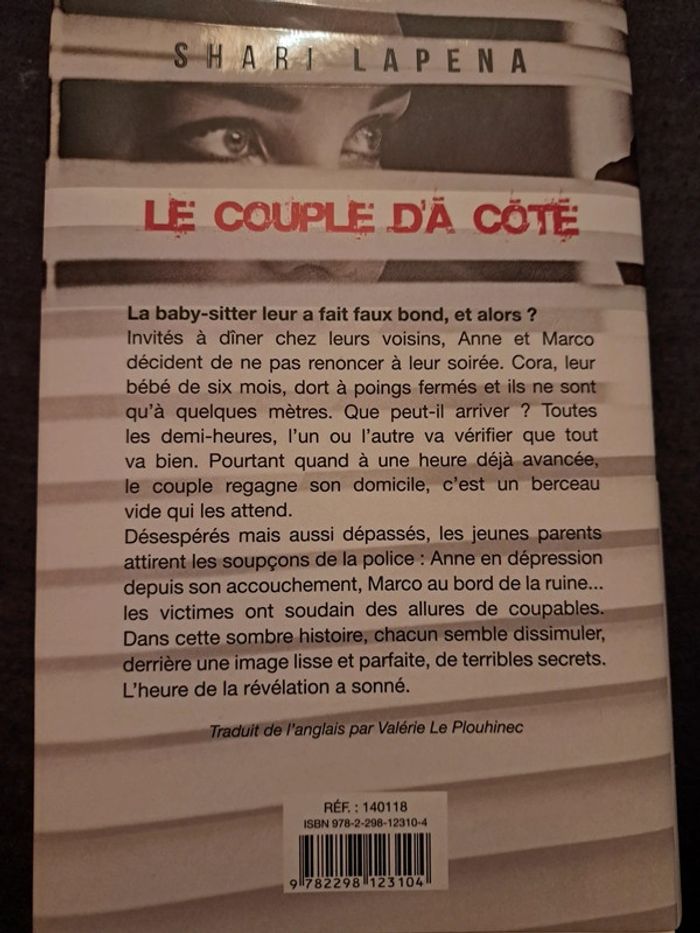 SHARI LAPENA
LE COUPLE D'À CÔTÉ
La baby-sitter leur a fait faux bond, et alors ?
Invités à dîner chez leurs voisins, Anne et Marco
décident de ne pas renoncer à leur soirée. Cora, leur
bébé de six mois, dort à poings fermés et ils ne sont
qu'à quelques mètres. Que peut-il arriver ? Toutes
les demi-heures, l'un ou l'autre va vérifier que tout
va bien. Pourtant quand à une heure déjà avancée,
le couple regagne son domicile, c'est un berceau
vide qui les attend.
Désespérés mais aussi dépassés, les jeunes parents
attirent les soupçons de la police : Anne en dépression
depuis son accouchement, Marco au bord de la ruine...
les victimes ont soudain des allures de coupables.
Dans cette sombre histoire, chacun semble dissimuler,
derrière une image lisse et parfaite, de terribles secrets.
L'heure de la révélation a sonné.
Traduit de l'anglais par Valérie Le Plouhinec
RÉF. : 140118
ISBN 978-2-298-12310-4
9 782298 123104